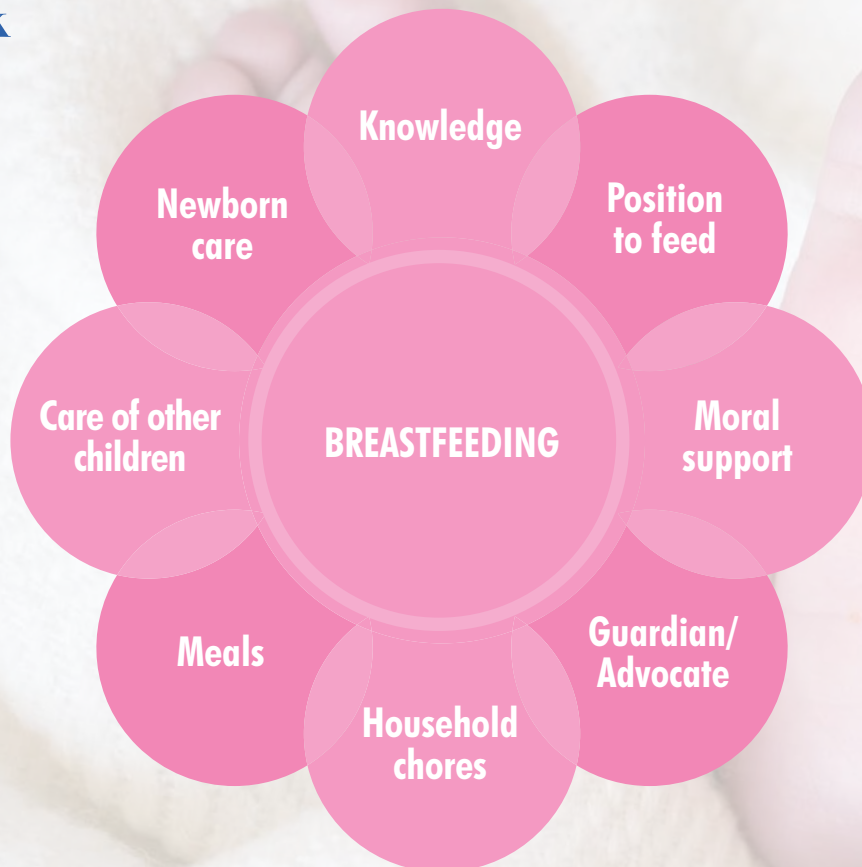 Knowledge
Position
to feed
Moral
support
Guardian/
Advocate
Household
chores
Meals
Care of other
children
Newborn
care
BREASTFEEDING